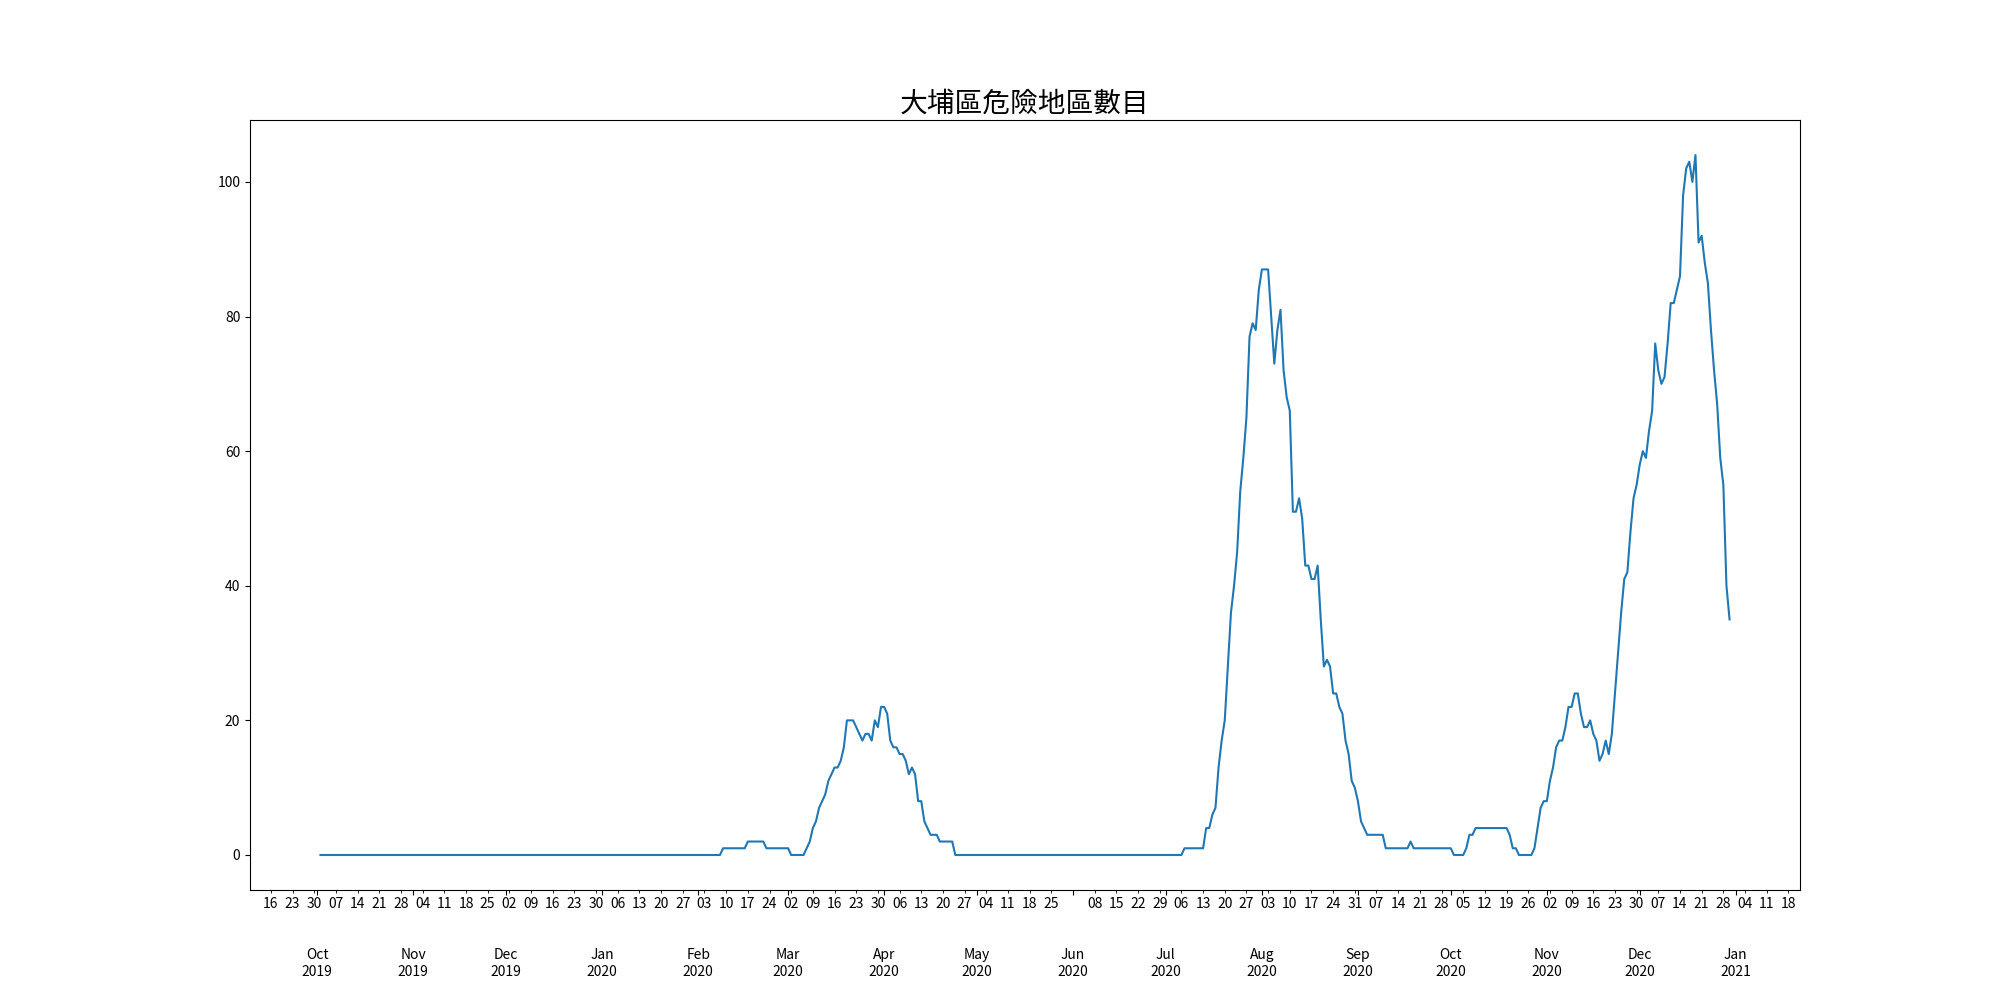 大埔區危險地區數目
100
80
60
40
20
0
16 23 30 07 14 21 28 04 11 18 25 02 09 16 23 30 06 13 20 27 03 10 17 24 02 09 16 23 30 06 13 20 27 04 11 18 25 08 15 22 29 06 13 20 27 03 10 17 24 31 07 14 21 28 05 12 19 26 02 09 16 23 30 07 14 21 28 04 11 18
Oct Nov Dec Jan Feb Mar Apr May Jun Jul Aug Sep Oct Nov Dec Jan
2019 2019 2019 2020 2020 2020 2020 2020 2020 2020 2020 2020 2020 2020 2020 2021